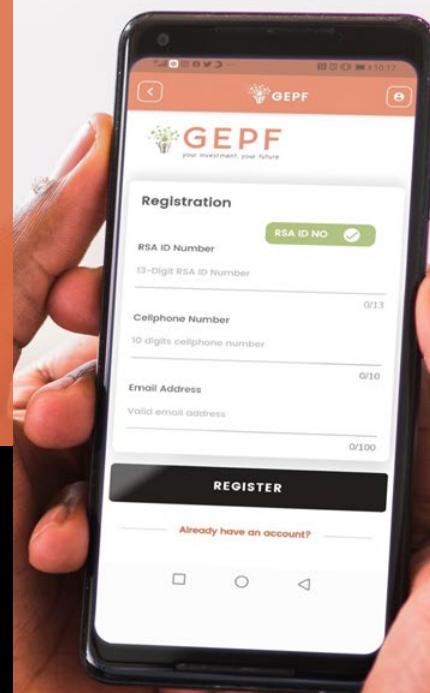 10:17
GEPF
GEPF
your investment. your future
Registration
RSA ID NO
RSA ID Number
13-Digit RSA ID Number
0/13
Cellphone Number
10 digits cellphone number
0/10
Email Address
Valid email address
0/100
REGISTER
Already have an account?